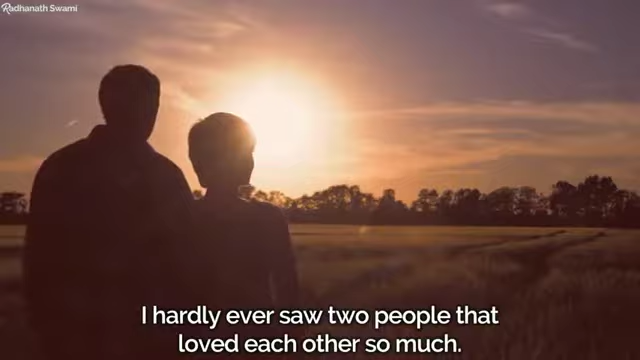 Radhanath Swami
I hardly ever saw two people that
loved each other so much.